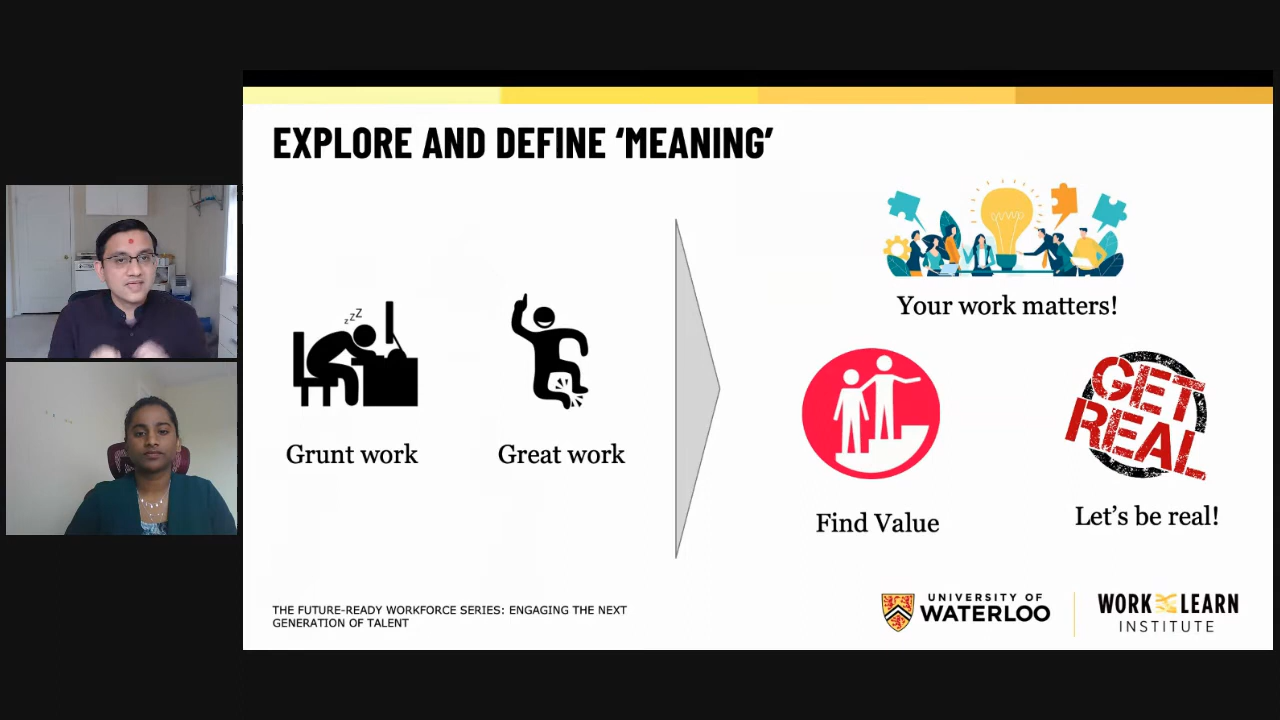 EXPLORE AND DEFINE ‘MEANING’
zzZ
Grunt work
Great work
Your work matters!
Find Value
GET
REAL
Let’s be real!
THE FUTURE-READY WORKFORCE SERIES: ENGAGING THE NEXT
GENERATION OF TALENT
UNIVERSITY OF
WATERLOO
WORK LEARN
INSTITUTE